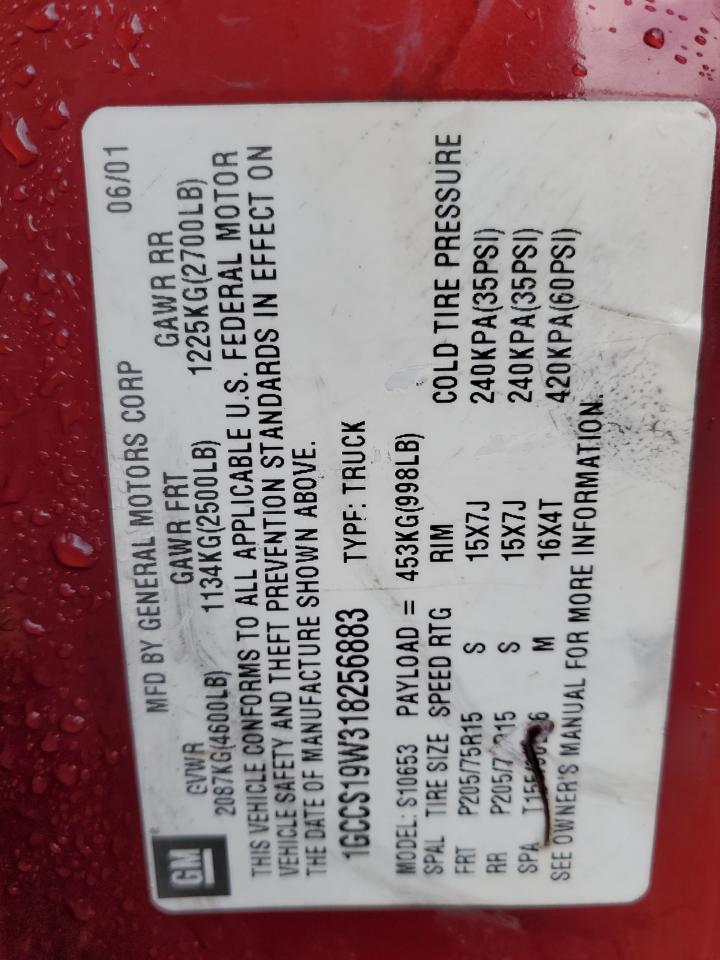 GM
MFD BY GENERAL MOTORS CORP 06/01
GVWR GAWR FRT GAWR RR
2087KG(4600LB) 1134KG(2500LB) 1225KG(2700LB)
THIS VEHICLE CONFORMS TO ALL APPLICABLE U.S. FEDERAL MOTOR
VEHICLE SAFETY AND THEFT PREVENTION STANDARDS IN EFFECT ON
THE DATE OF MANUFACTURE SHOWN ABOVE.
1GCCS19W318256883 TYPE: TRUCK
MODEL: S10653 PAYLOAD = 453KG(998LB)
SPAL TIRE SIZE SPEED RTG RIM COLD TIRE PRESSURE
FRT P205/75R15 S 15X7J 240KPA(35PSI)
RR S 15X7J 240KPA(35PSI)
SPA M 16X4T 420KPA(60PSI)
SEE OWNER'S MANUAL FOR MORE INFORMATION.